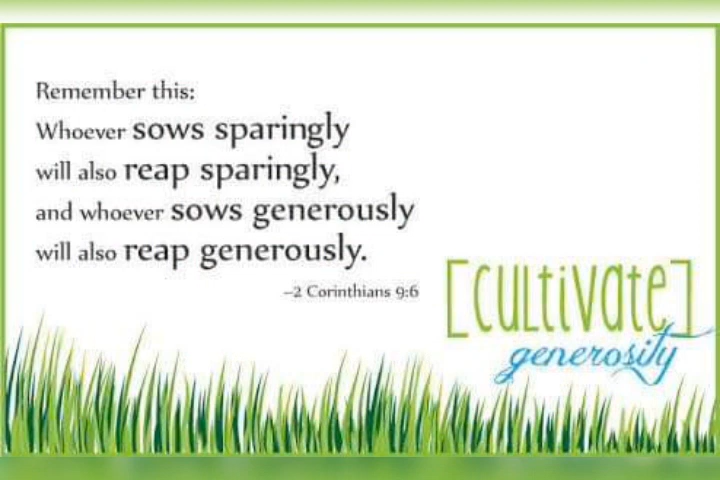 Remember this:
Whoever sows sparingly
will also reap sparingly,
and whoever sows generously
will also reap generously.
–2 Corinthians 9:6
[cultivate]
generosity